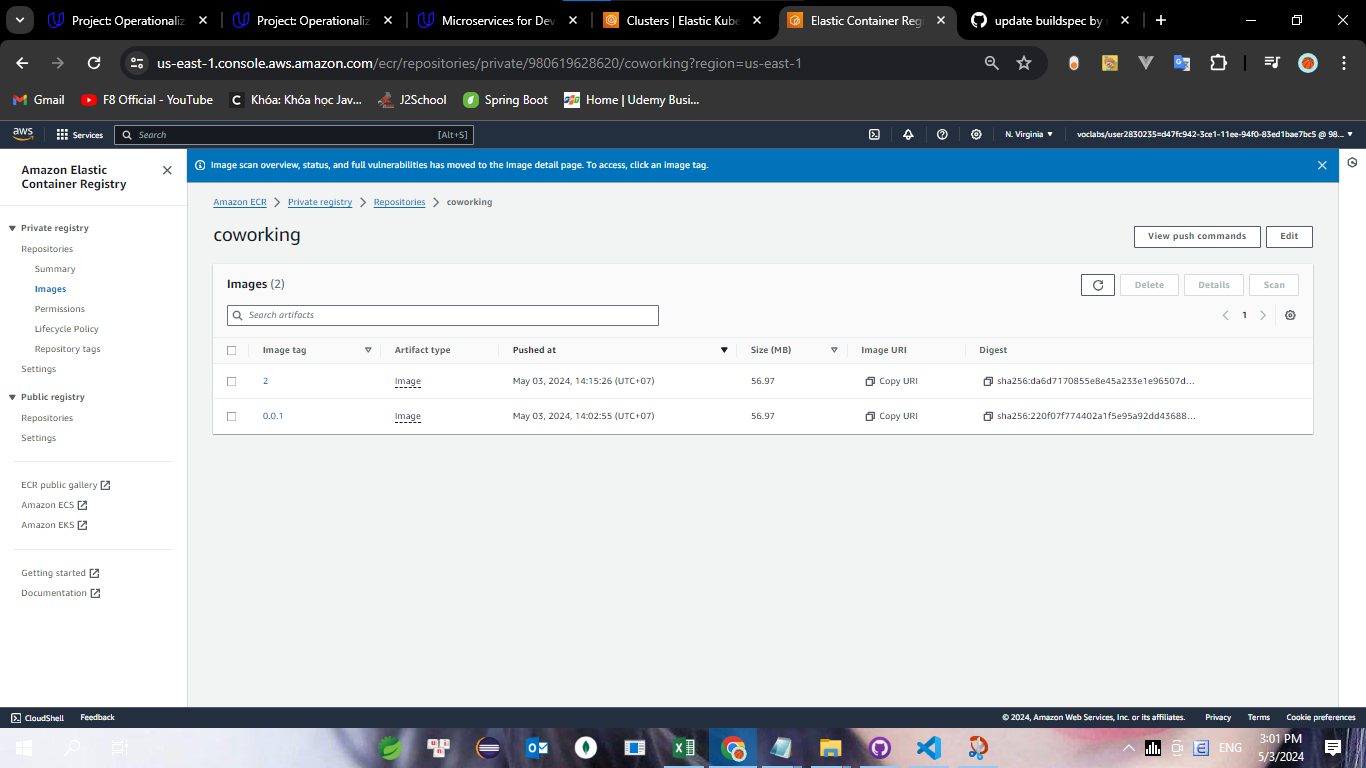 Project: Operationaliz
Project: Operationaliz
Microservices for Dev
Clusters | Elastic Kube
Elastic Container Reg
update buildspec by
us-east-1.console.aws.amazon.com/ecr/repositories/private/980619628620/coworking?region=us-east-1
Gmail
F8 Official - YouTube
Khóa: Khóa học Jav...
J2School
Spring Boot
Home | Udemy Busi...
aws
Services
Search
[Alt+S]
N. Virginia
voclabs/user2830235=d47fc942-3ce1-11ee-94f0-83ed1bae7bc5 @ 98...
Amazon Elastic
Container Registry
Image scan overview, status, and full vulnerabilities has moved to the Image detail page. To access, click an image tag.
Private registry
Repositories
Summary
Images
Permissions
Lifecycle Policy
Repository tags
Settings
Public registry
Repositories
Settings
ECR public gallery
Amazon ECS
Amazon EKS
Getting started
Documentation
Amazon ECR
Private registry
Repositories
coworking
coworking
View push commands
Edit
Images (2)
Delete
Details
Scan
Search artifacts
1
Image tag
Artifact type
Pushed at
Size (MB)
Image URI
Digest
2
Image
May 03, 2024, 14:15:26 (UTC+07)
56.97
Copy URI
sha256:da6d7170855e8e45a233e1e96507d...
0.0.1
Image
May 03, 2024, 14:02:55 (UTC+07)
56.97
Copy URI
sha256:220f07f774402a1f5e95a92dd43688...
CloudShell
Feedback
© 2024, Amazon Web Services, Inc. or its affiliates.
Privacy
Terms
Cookie preferences
ENG
3:01 PM
5/3/2024